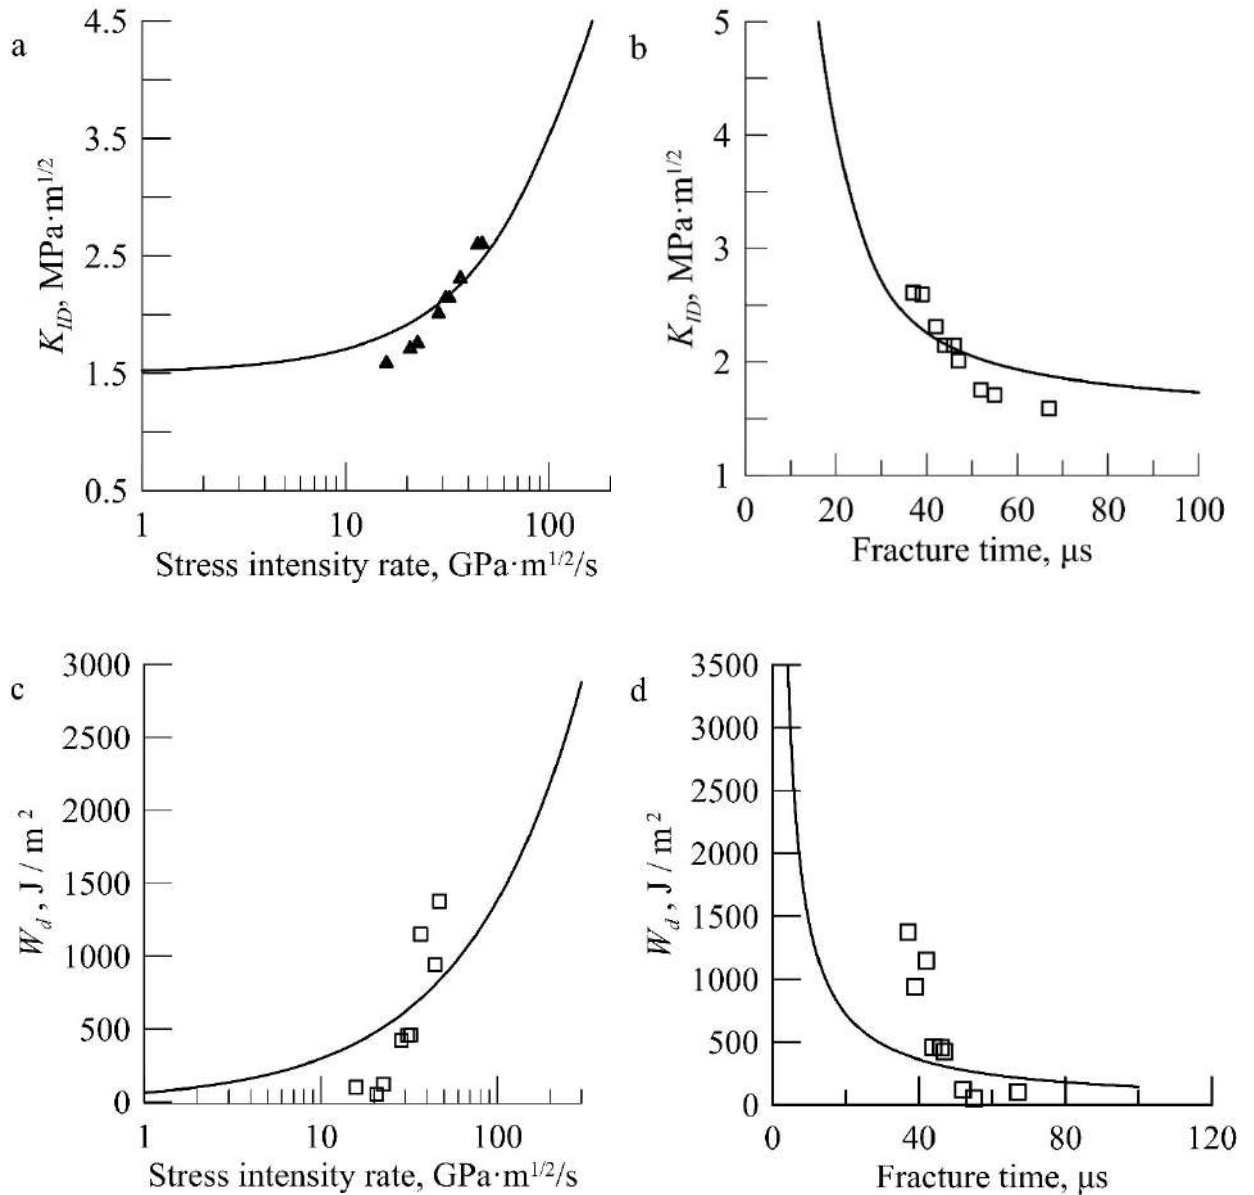 a
4.5
3.5
2.5
1.5
0.5
K_ID, MPa·m^1/2
1 10 100
Stress intensity rate, GPa·m^1/2/s
b
5
4
3
2
1
K_ID, MPa·m^1/2
0 20 40 60 80 100
Fracture time, μs
c
3000
2500
2000
1500
1000
500
0
W_d, J / m^2
1 10 100
Stress intensity rate, GPa·m^1/2/s
d
3500
3000
2500
2000
1500
1000
500
0
W_d, J / m^2
0 40 80 120
Fracture time, μs